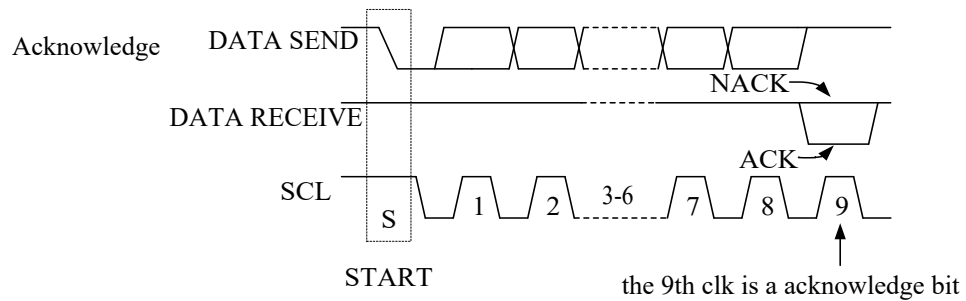 Acknowledge
DATA SEND
NACK
DATA RECEIVE
ACK
SCL
S
1
2
3-6
7
8
9
START
the 9th clk is a acknowledge bit